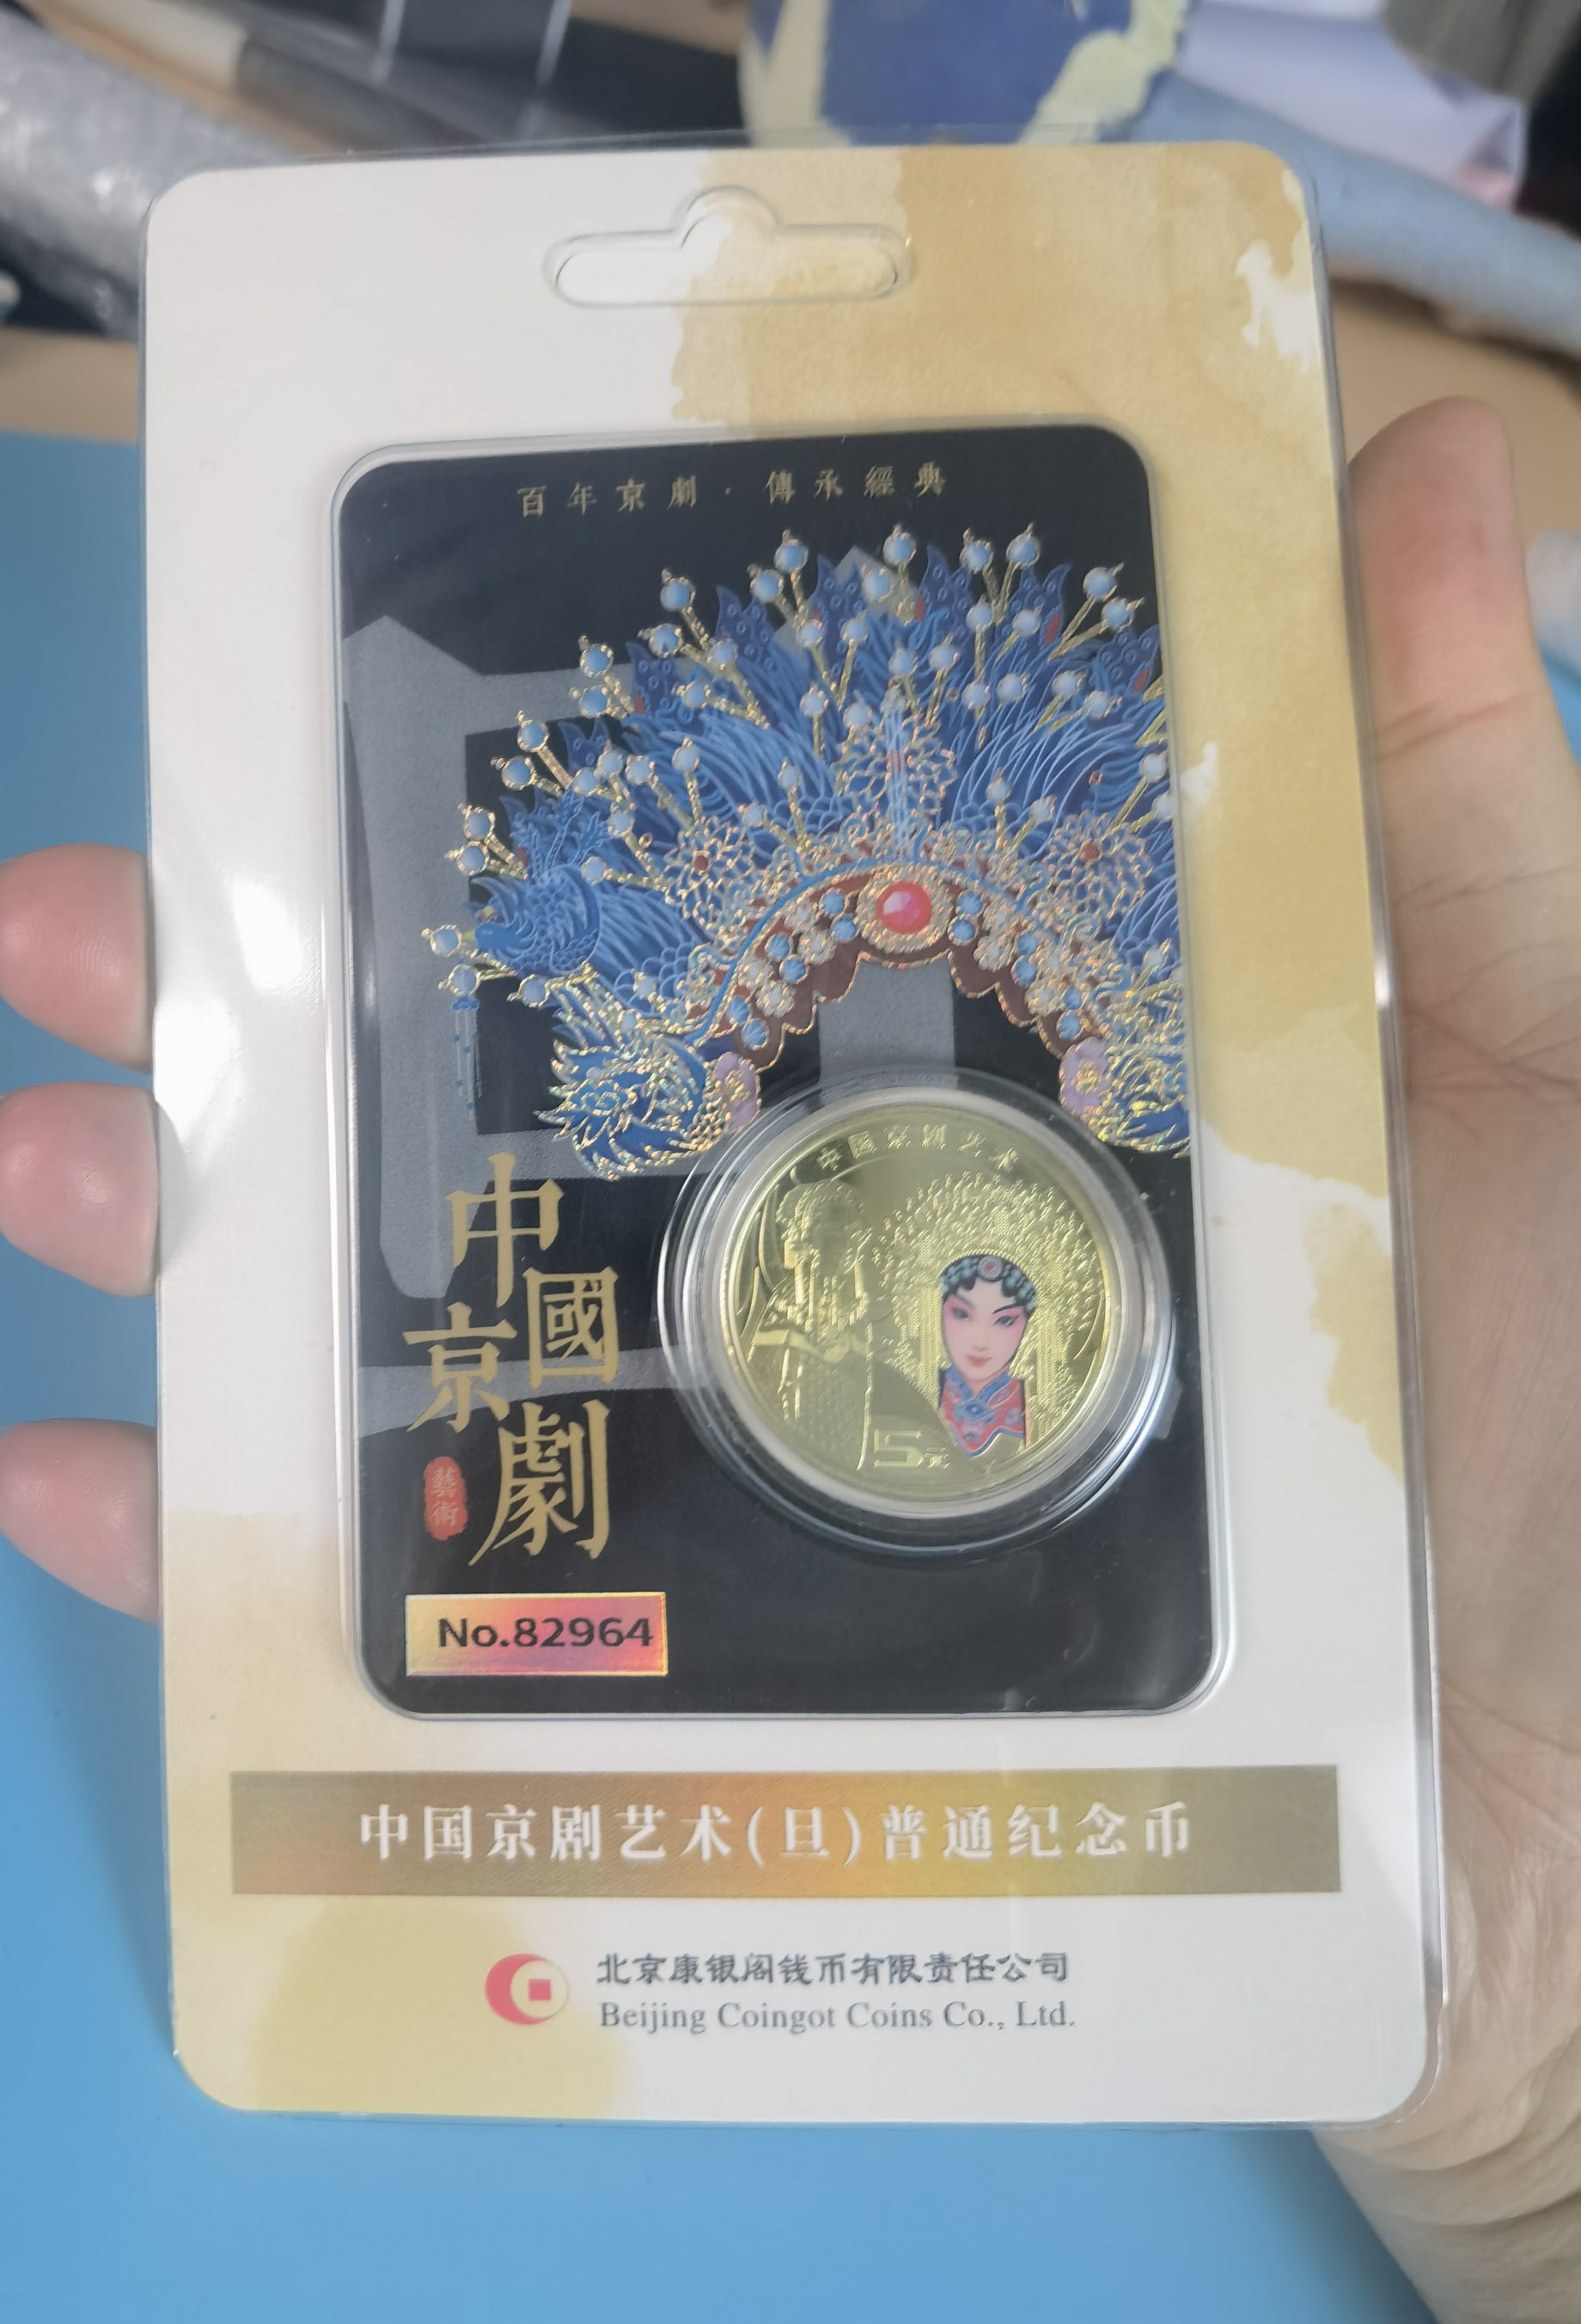 百年京劇·傳承經典
中國京劇
藝術
中国京剧艺术
5元
No.82964
中国京剧艺术(旦)普通纪念币
北京康银阁钱币有限责任公司
Beijing Coingot Coins Co., Ltd.